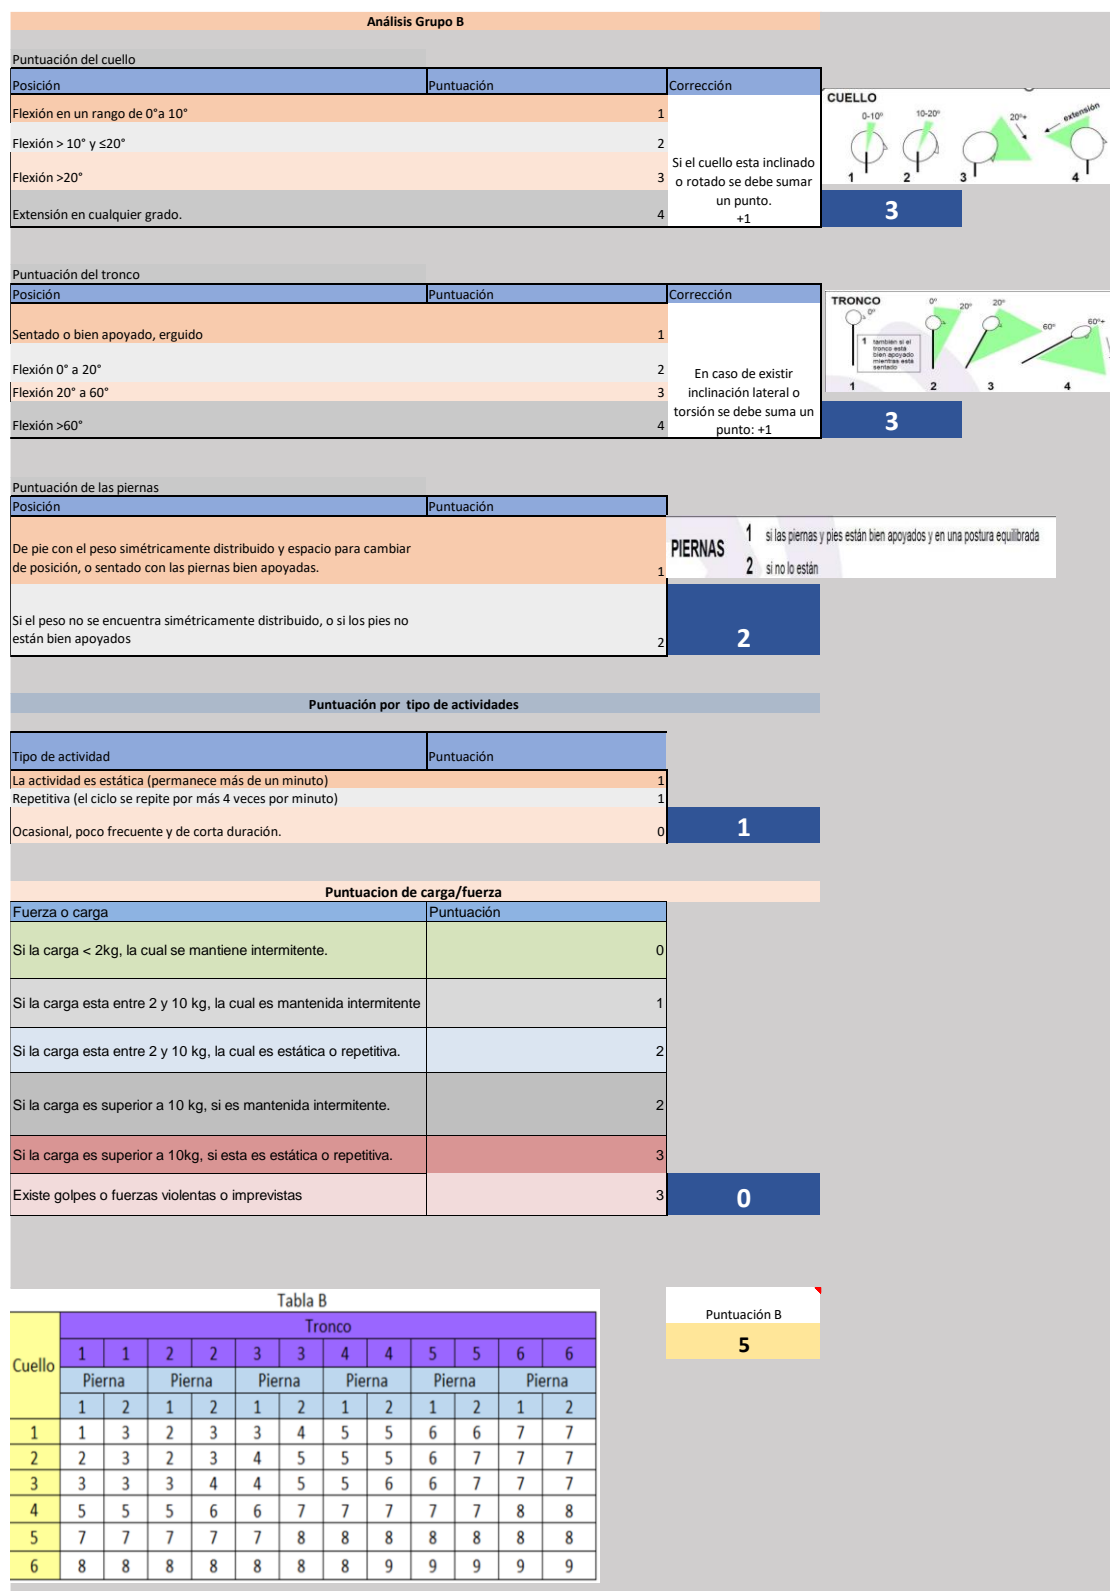 Análisis Grupo B
Puntuación del cuello
Posición Puntuación Corrección
Flexión en un rango de 0°a 10° 1
Flexión > 10° y ≤20° 2
Flexión >20° 3
Extensión en cualquier grado. 4
Si el cuello esta inclinado
o rotado se debe sumar
un punto.
+1
CUELLO
0-10° 10-20° 20°+ extensión
1 2 3 4
3
Puntuación del tronco
Posición Puntuación Corrección
Sentado o bien apoyado, erguido 1
Flexión 0° a 20° 2
Flexión 20° a 60° 3
Flexión >60° 4
En caso de existir
inclinación lateral o
torsión se debe suma un
punto: +1
TRONCO
0° 0° 20° 20° 60° 60°+
1 también si el
tronco está
bien apoyado
mientras está
sentado
1 2 3 4
3
Puntuación de las piernas
Posición Puntuación
De pie con el peso simétricamente distribuido y espacio para cambiar
de posición, o sentado con las piernas bien apoyadas. 1
Si el peso no se encuentra simétricamente distribuido, o si los pies no
están bien apoyados 2
PIERNAS 1 si las piernas y pies están bien apoyados y en una postura equilibrada
2 si no lo están
2
Puntuación por tipo de actividades
Tipo de actividad Puntuación
La actividad es estática (permanece más de un minuto) 1
Repetitiva (el ciclo se repite por más 4 veces por minuto) 1
Ocasional, poco frecuente y de corta duración. 0
1
Puntuacion de carga/fuerza
Fuerza o carga Puntuación
Si la carga < 2kg, la cual se mantiene intermitente. 0
Si la carga esta entre 2 y 10 kg, la cual es mantenida intermitente 1
Si la carga esta entre 2 y 10 kg, la cual es estática o repetitiva. 2
Si la carga es superior a 10 kg, si es mantenida intermitente. 2
Si la carga es superior a 10kg, si esta es estática o repetitiva. 3
Existe golpes o fuerzas violentas o imprevistas 3
0
Tabla B
Cuello
Tronco
1 1 2 2 3 3 4 4 5 5 6 6
Pierna Pierna Pierna Pierna Pierna Pierna
1 2 1 2 1 2 1 2 1 2 1 2
1 1 3 2 3 3 4 5 5 6 6 7 7
2 2 3 2 3 4 5 5 5 6 7 7 7
3 3 3 3 4 4 5 5 6 6 7 7 7
4 5 5 5 6 6 7 7 7 7 7 8 8
5 7 7 7 7 7 8 8 8 8 8 8 8
6 8 8 8 8 8 8 8 9 9 9 9 9
Puntuación B
5